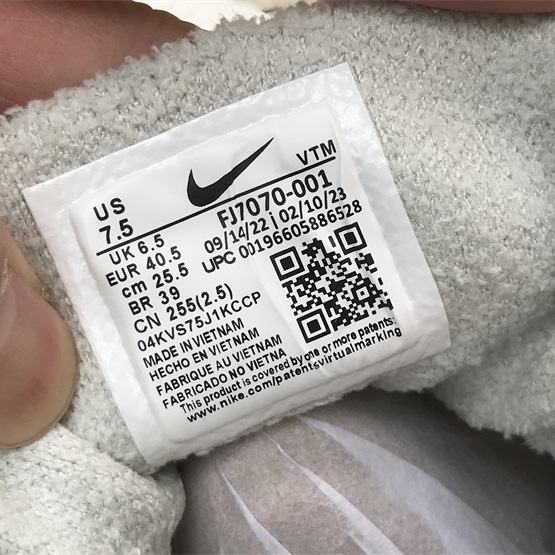 VTM
US
7.5
FJ7070-001
UK 6.5
09/14/22 | 02/10/23
EUR 40.5
UPC 00196605886528
cm 25.5
BR 39
CN 255(2.5)
04KVS75J1KCCP
MADE IN VIETNAM
HECHO EN VIETNAM
FABRIQUE AU VIETNAM
FABRICADO NO VIETNA
This product is covered by one or more patents:
www.nike.com/patentsvirtualmarking